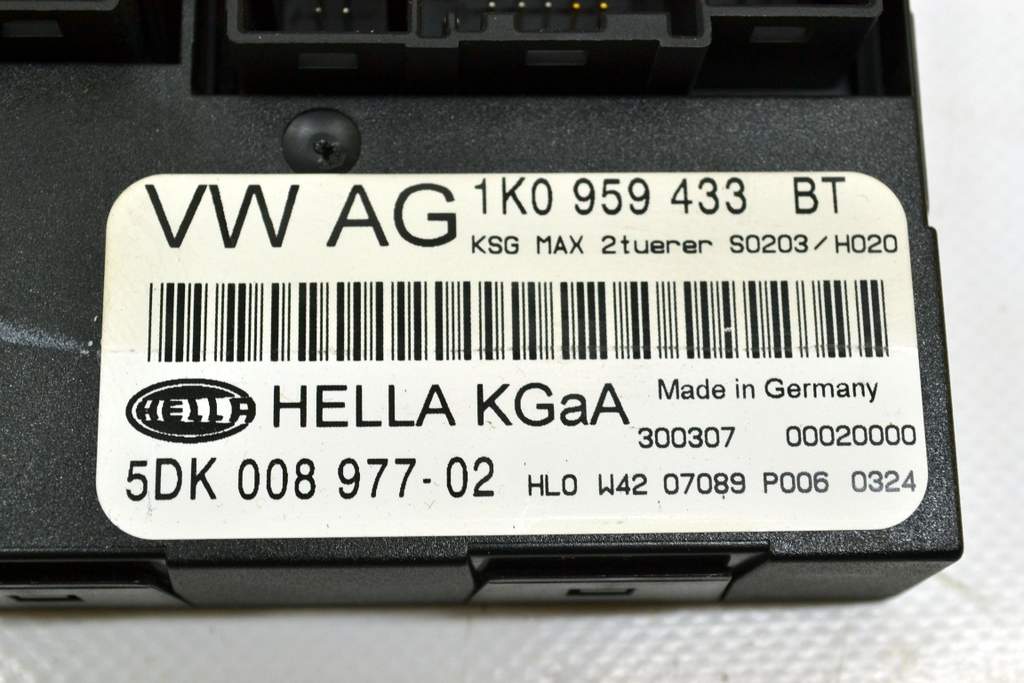 VW AG 1K0 959 433 BT
KSG MAX 2tuerer S0203/H020
HELLA HELLA KGaA Made in Germany
300307 00020000
5DK 008 977-02 HL0 W42 07089 P006 0324